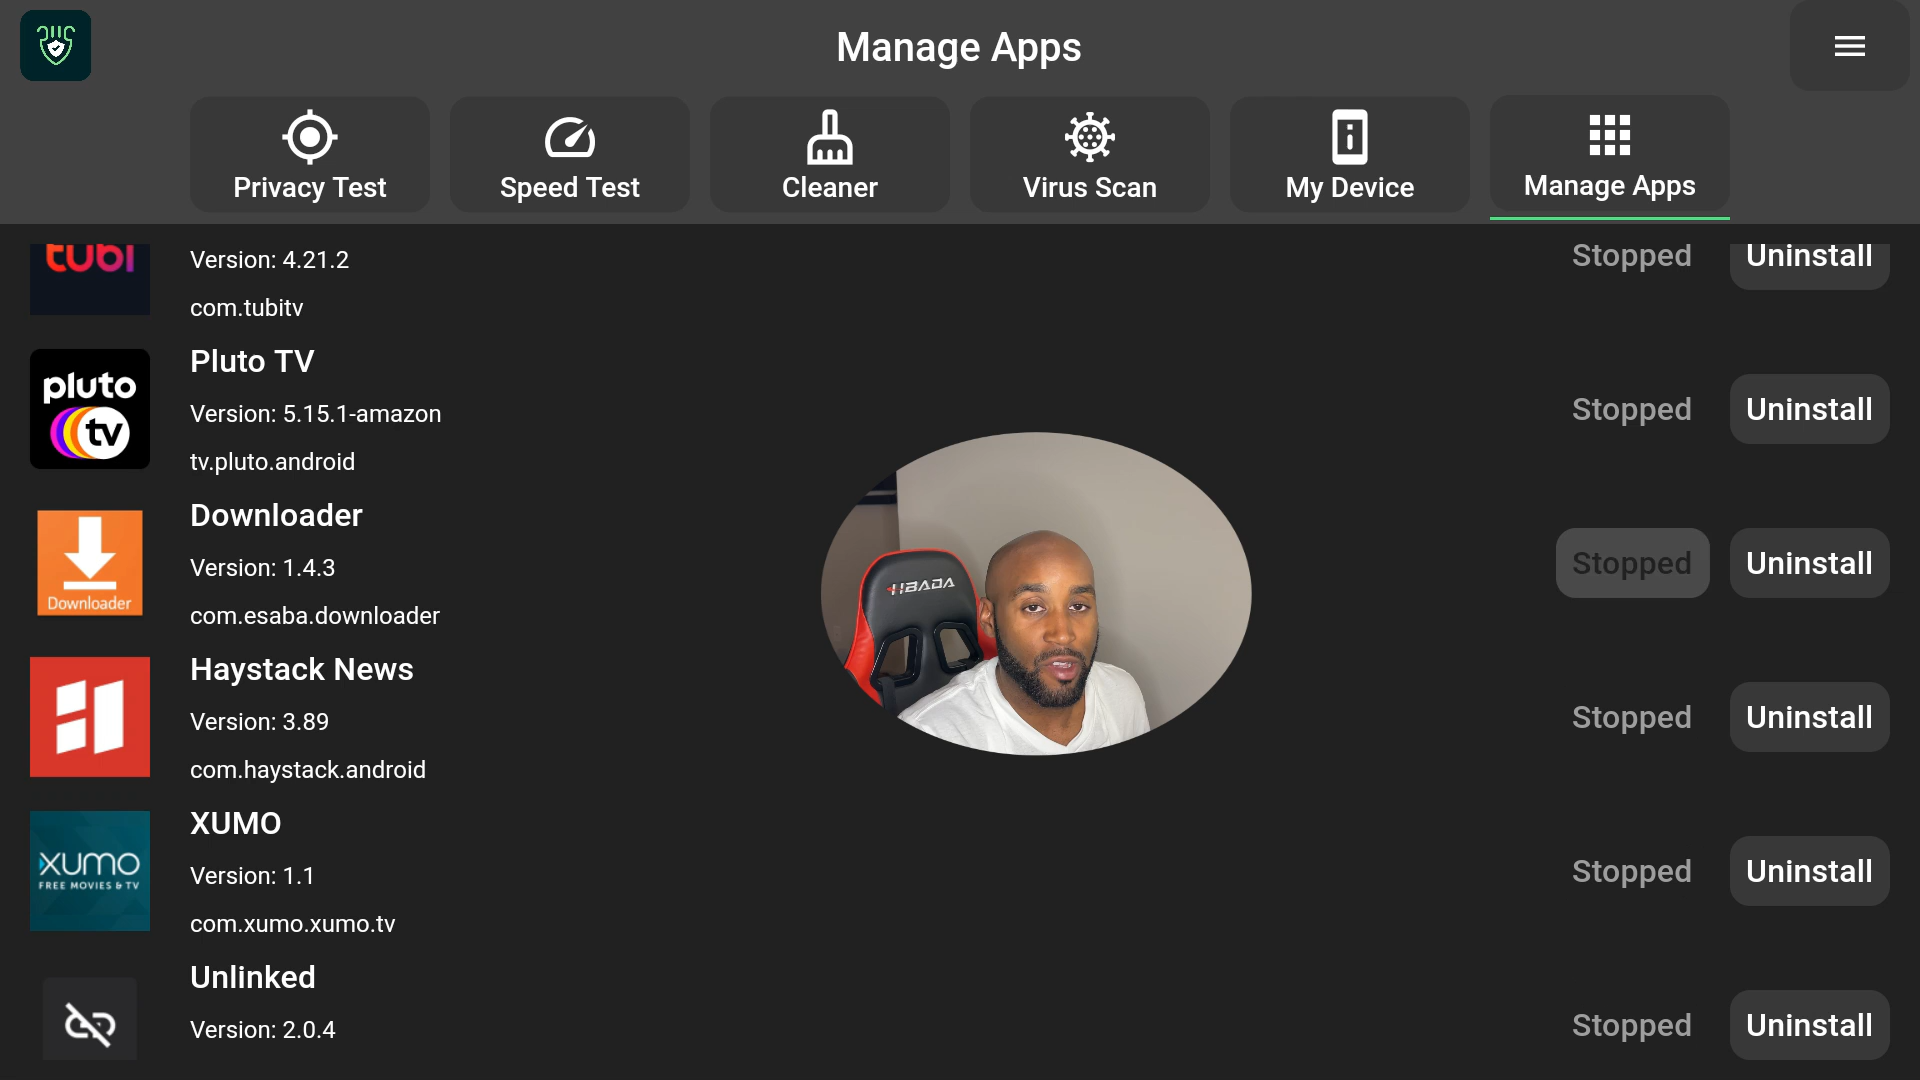 Manage Apps
Privacy Test
Speed Test
Cleaner
Virus Scan
My Device
Manage Apps
tubi
Version: 4.21.2
com.tubitv
Stopped
Uninstall
pluto
tv
Pluto TV
Version: 5.15.1-amazon
tv.pluto.android
Stopped
Uninstall
Downloader
Downloader
Version: 1.4.3
com.esaba.downloader
Stopped
Uninstall
HBADA
Haystack News
Version: 3.89
com.haystack.android
Stopped
Uninstall
xumo
FREE MOVIES & TV
XUMO
Version: 1.1
com.xumo.xumo.tv
Stopped
Uninstall
Unlinked
Version: 2.0.4
Stopped
Uninstall